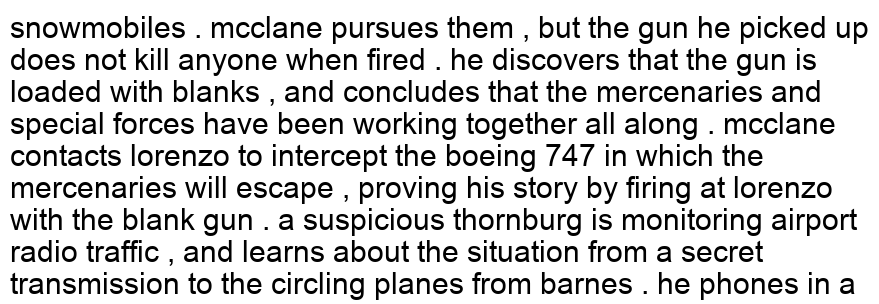 snowmobiles . mcclane pursues them , but the gun he picked up
does not kill anyone when fired . he discovers that the gun is
loaded with blanks , and concludes that the mercenaries and
special forces have been working together all along . mcclane
contacts lorenzo to intercept the boeing 747 in which the
mercenaries will escape , proving his story by firing at lorenzo
with the blank gun . a suspicious thornburg is monitoring airport
radio traffic , and learns about the situation from a secret
transmission to the circling planes from barnes . he phones in a